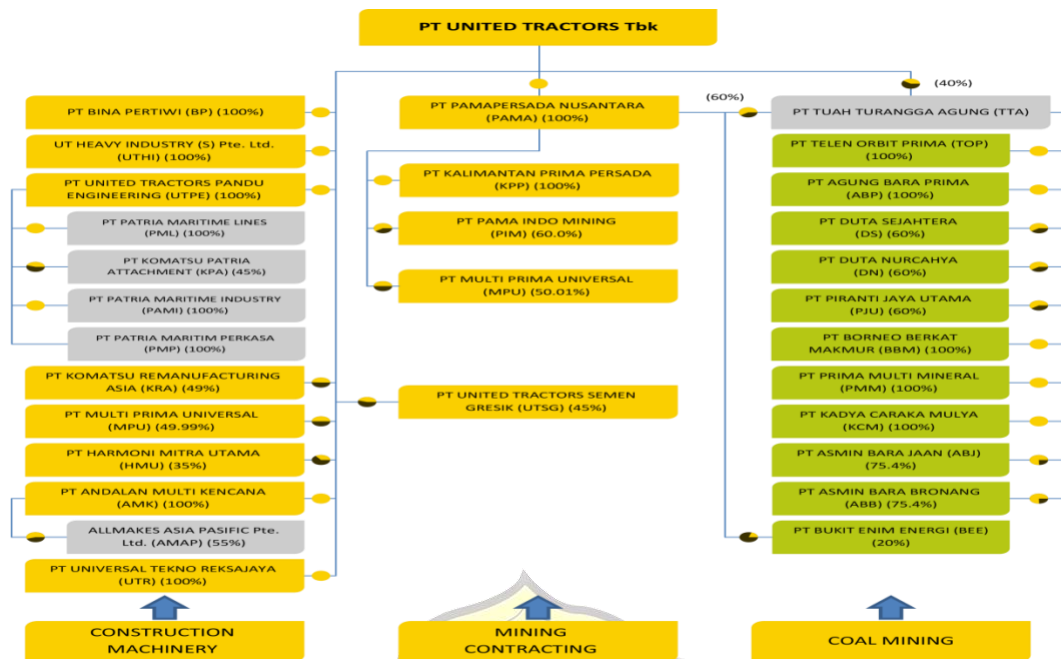 PT UNITED TRACTORS Tbk
(40%)
(60%)
PT BINA PERTIWI (BP) (100%)
UT HEAVY INDUSTRY (S) Pte. Ltd.
(UTHI) (100%)
PT UNITED TRACTORS PANDU
ENGINEERING (UTPE) (100%)
PT PATRIA MARITIME LINES
(PML) (100%)
PT KOMATSU PATRIA
ATTACHMENT (KPA) (45%)
PT PATRIA MARITIME INDUSTRY
(PAMI) (100%)
PT PATRIA MARITIM PERKASA
(PMP) (100%)
PT KOMATSU REMANUFACTURING
ASIA (KRA) (49%)
PT MULTI PRIMA UNIVERSAL
(MPU) (49.99%)
PT HARMONI MITRA UTAMA
(HMU) (35%)
PT ANDALAN MULTI KENCANA
(AMK) (100%)
ALLMAKES ASIA PASIFIC Pte.
Ltd. (AMAP) (55%)
PT UNIVERSAL TEKNO REKSAJAYA
(UTR) (100%)
CONSTRUCTION
MACHINERY
PT PAMAPERSADA NUSANTARA
(PAMA) (100%)
PT KALIMANTAN PRIMA PERSADA
(KPP) (100%)
PT PAMA INDO MINING
(PIM) (60.0%)
PT MULTI PRIMA UNIVERSAL
(MPU) (50.01%)
PT UNITED TRACTORS SEMEN
GRESIK (UTSG) (45%)
MINING
CONTRACTING
PT TUAH TURANGGA AGUNG (TTA)
PT TELEN ORBIT PRIMA (TOP)
(100%)
PT AGUNG BARA PRIMA
(ABP) (100%)
PT DUTA SEJAHTERA
(DS) (60%)
PT DUTA NURCAHYA
(DN) (60%)
PT PIRANTI JAYA UTAMA
(PJU) (60%)
PT BORNEO BERKAT
MAKMUR (BBM) (100%)
PT PRIMA MULTI MINERAL
(PMM) (100%)
PT KADYA CARAKA MULYA
(KCM) (100%)
PT ASMIN BARA JAAN (ABJ)
(75.4%)
PT ASMIN BARA BRONANG
(ABB) (75.4%)
PT BUKIT ENIM ENERGI (BEE)
(20%)
COAL MINING